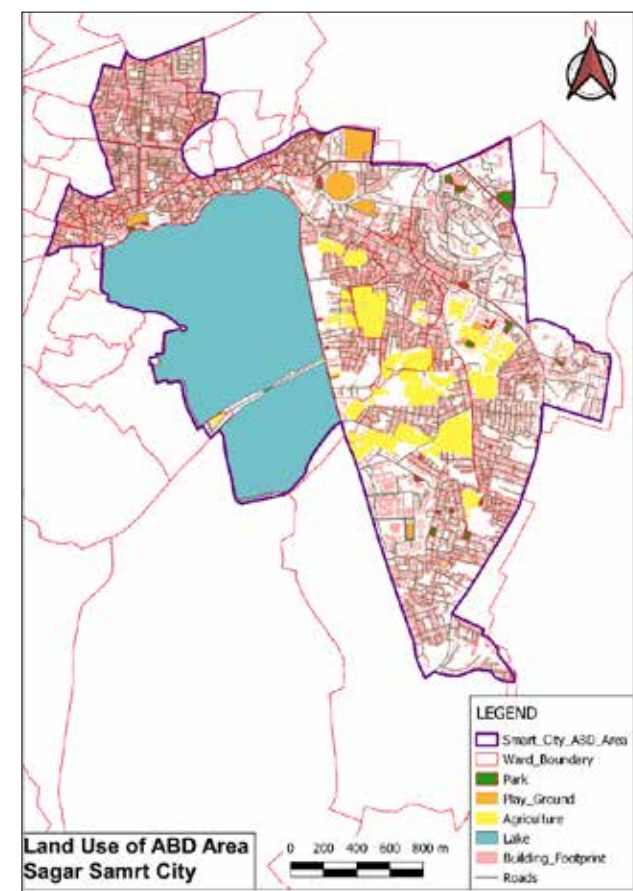 N
LEGEND
Smart_City_ABD_Area
Ward_Boundary
Park
Play_Ground
Agriculture
Lake
Building_Footprint
Roads
Land Use of ABD Area
Sagar Samrt City
0 200 400 600 800 m